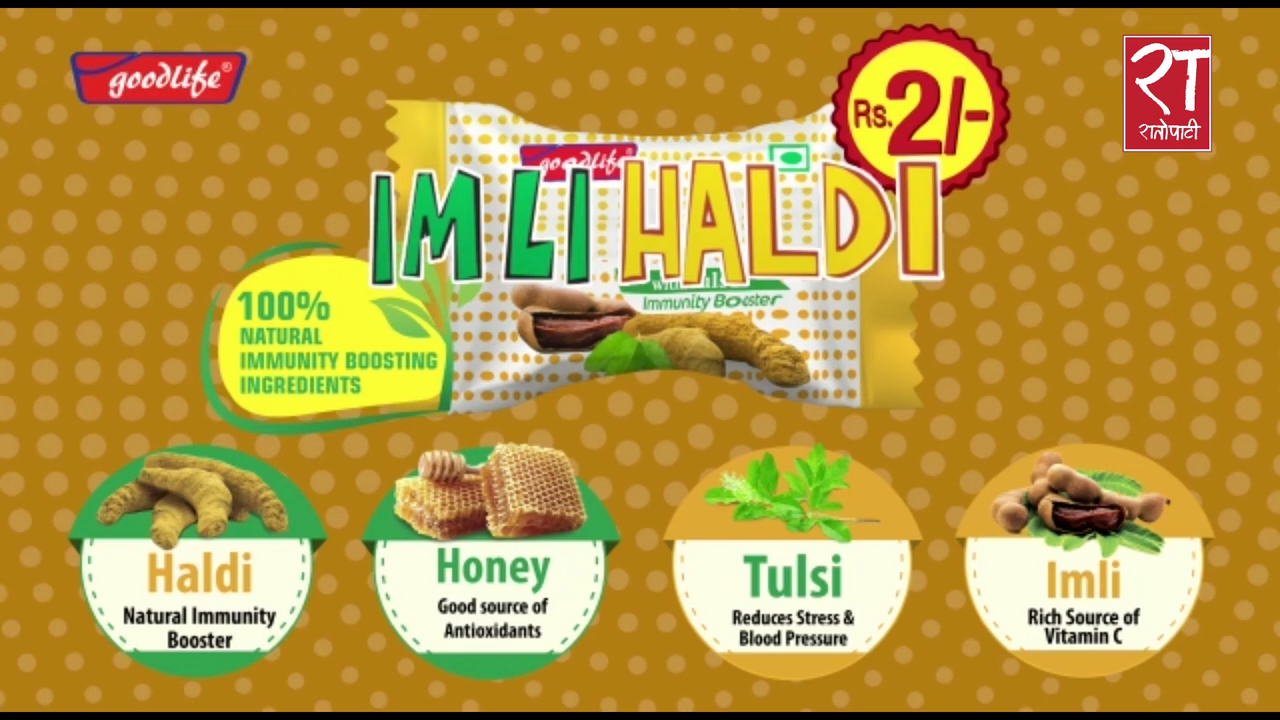 goodlife®
Rs. 2/-
रा
रातोपाटी
goodlife
IMLI HALDI
Immunity Booster
100%
NATURAL
IMMUNITY BOOSTING
INGREDIENTS
Haldi
Natural Immunity
Booster
Honey
Good source of
Antioxidants
Tulsi
Reduces Stress &
Blood Pressure
Imli
Rich Source of
Vitamin C